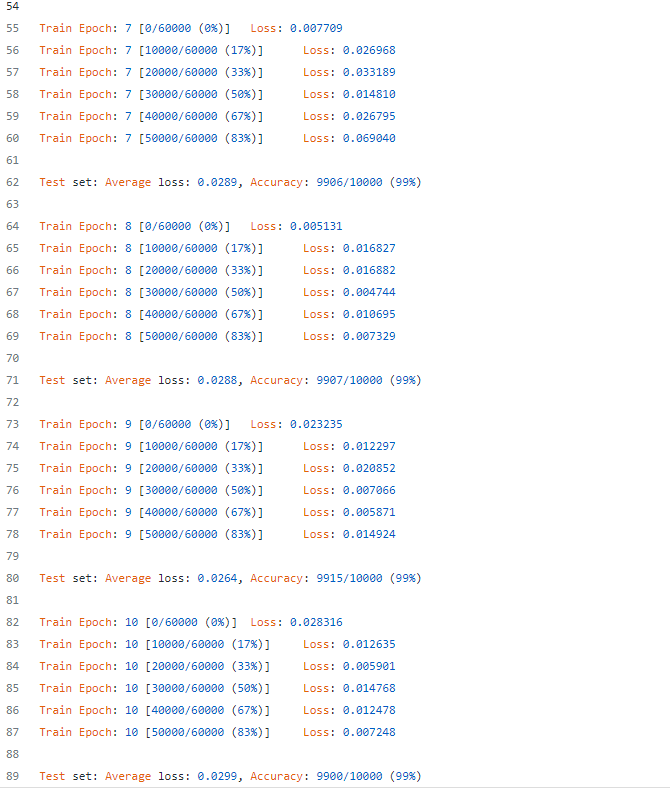 54
55 Train Epoch: 7 [0/60000 (0%)] Loss: 0.007709
56 Train Epoch: 7 [10000/60000 (17%)] Loss: 0.026968
57 Train Epoch: 7 [20000/60000 (33%)] Loss: 0.033189
58 Train Epoch: 7 [30000/60000 (50%)] Loss: 0.014810
59 Train Epoch: 7 [40000/60000 (67%)] Loss: 0.026795
60 Train Epoch: 7 [50000/60000 (83%)] Loss: 0.069040
61
62 Test set: Average loss: 0.0289, Accuracy: 9906/10000 (99%)
63
64 Train Epoch: 8 [0/60000 (0%)] Loss: 0.005131
65 Train Epoch: 8 [10000/60000 (17%)] Loss: 0.016827
66 Train Epoch: 8 [20000/60000 (33%)] Loss: 0.016882
67 Train Epoch: 8 [30000/60000 (50%)] Loss: 0.004744
68 Train Epoch: 8 [40000/60000 (67%)] Loss: 0.010695
69 Train Epoch: 8 [50000/60000 (83%)] Loss: 0.007329
70
71 Test set: Average loss: 0.0288, Accuracy: 9907/10000 (99%)
72
73 Train Epoch: 9 [0/60000 (0%)] Loss: 0.023235
74 Train Epoch: 9 [10000/60000 (17%)] Loss: 0.012297
75 Train Epoch: 9 [20000/60000 (33%)] Loss: 0.020852
76 Train Epoch: 9 [30000/60000 (50%)] Loss: 0.007066
77 Train Epoch: 9 [40000/60000 (67%)] Loss: 0.005871
78 Train Epoch: 9 [50000/60000 (83%)] Loss: 0.014924
79
80 Test set: Average loss: 0.0264, Accuracy: 9915/10000 (99%)
81
82 Train Epoch: 10 [0/60000 (0%)] Loss: 0.028316
83 Train Epoch: 10 [10000/60000 (17%)] Loss: 0.012635
84 Train Epoch: 10 [20000/60000 (33%)] Loss: 0.005901
85 Train Epoch: 10 [30000/60000 (50%)] Loss: 0.014768
86 Train Epoch: 10 [40000/60000 (67%)] Loss: 0.012478
87 Train Epoch: 10 [50000/60000 (83%)] Loss: 0.007248
88
89 Test set: Average loss: 0.0299, Accuracy: 9900/10000 (99%)